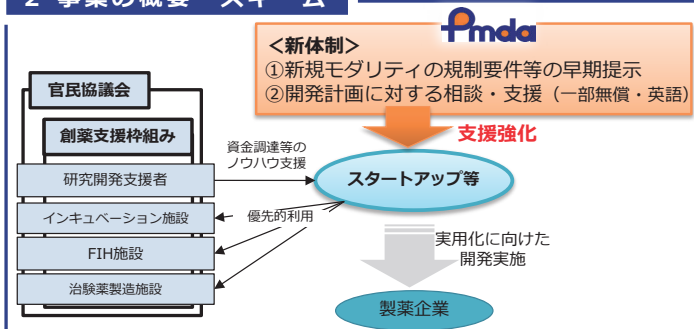 2 事業の概要・スキーム
Pmda
＜新体制＞
①新規モダリティの規制要件等の早期提示
②開発計画に対する相談・支援（一部無償・英語）
支援強化
官民協議会
創薬支援枠組み
研究開発支援者
インキュベーション施設
FIH施設
治験薬製造施設
資金調達等の
ノウハウ支援
優先的利用
スタートアップ等
実用化に向けた
開発実施
製薬企業